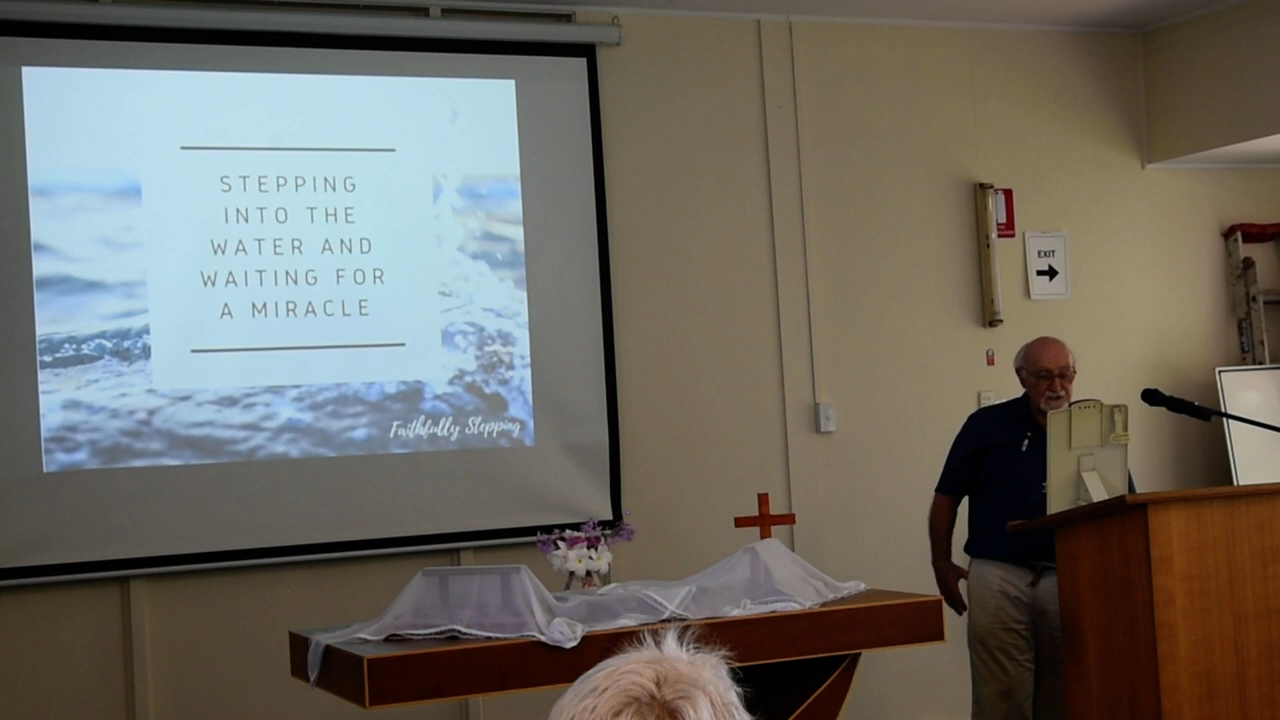 STEPPING
INTO THE
WATER AND
WAITING FOR
A MIRACLE
Faithfully Stepping
EXIT